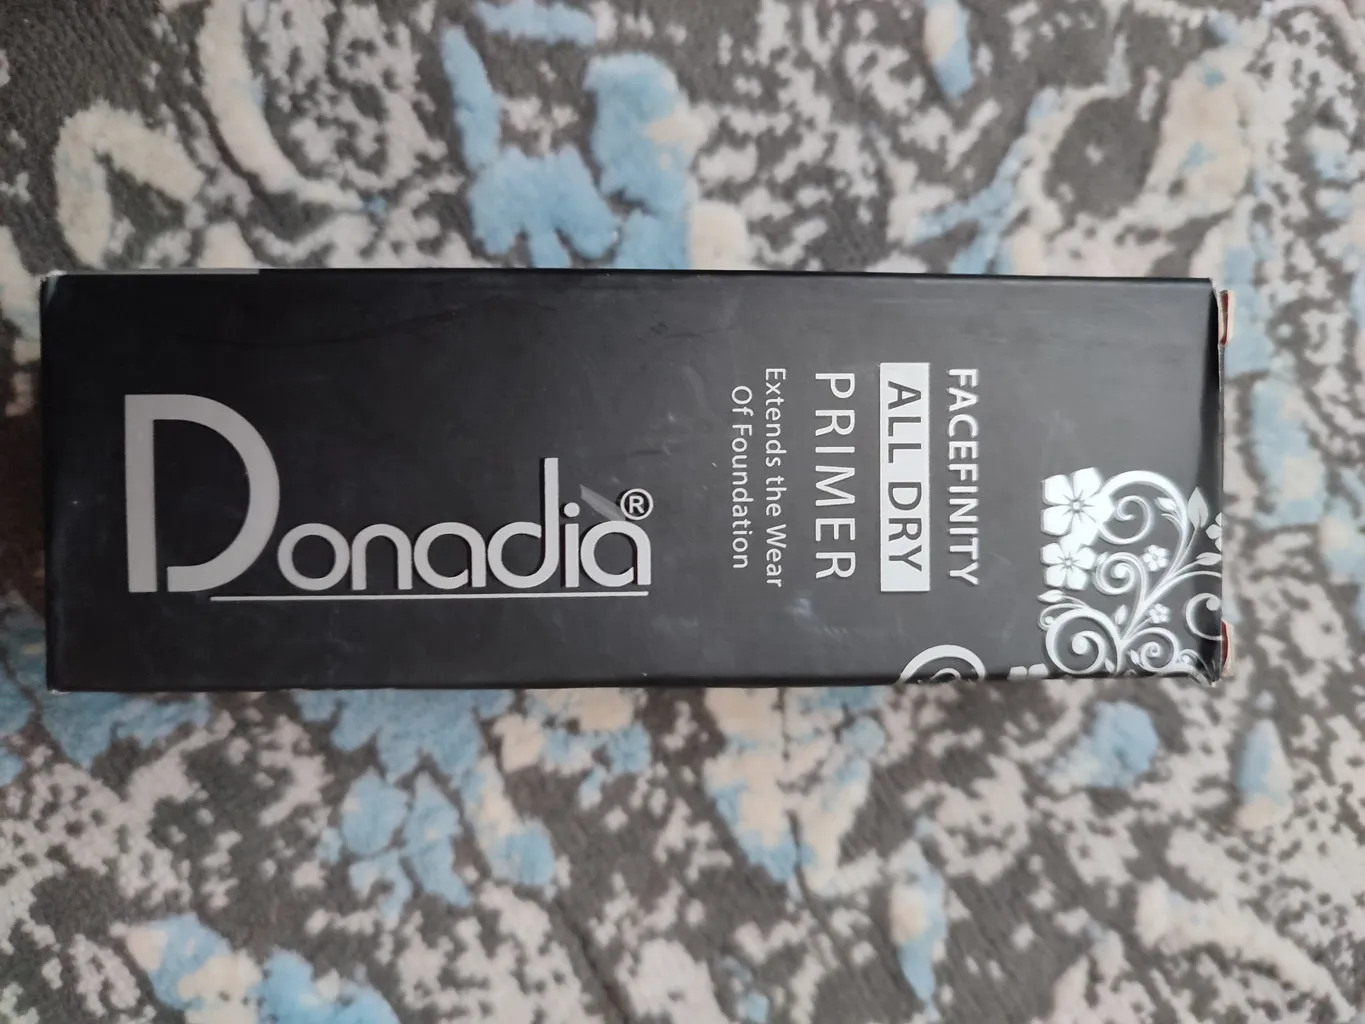 FACEFINITY
ALL DRY
PRIMER
Extends the Wear
Of Foundation
Donadia®